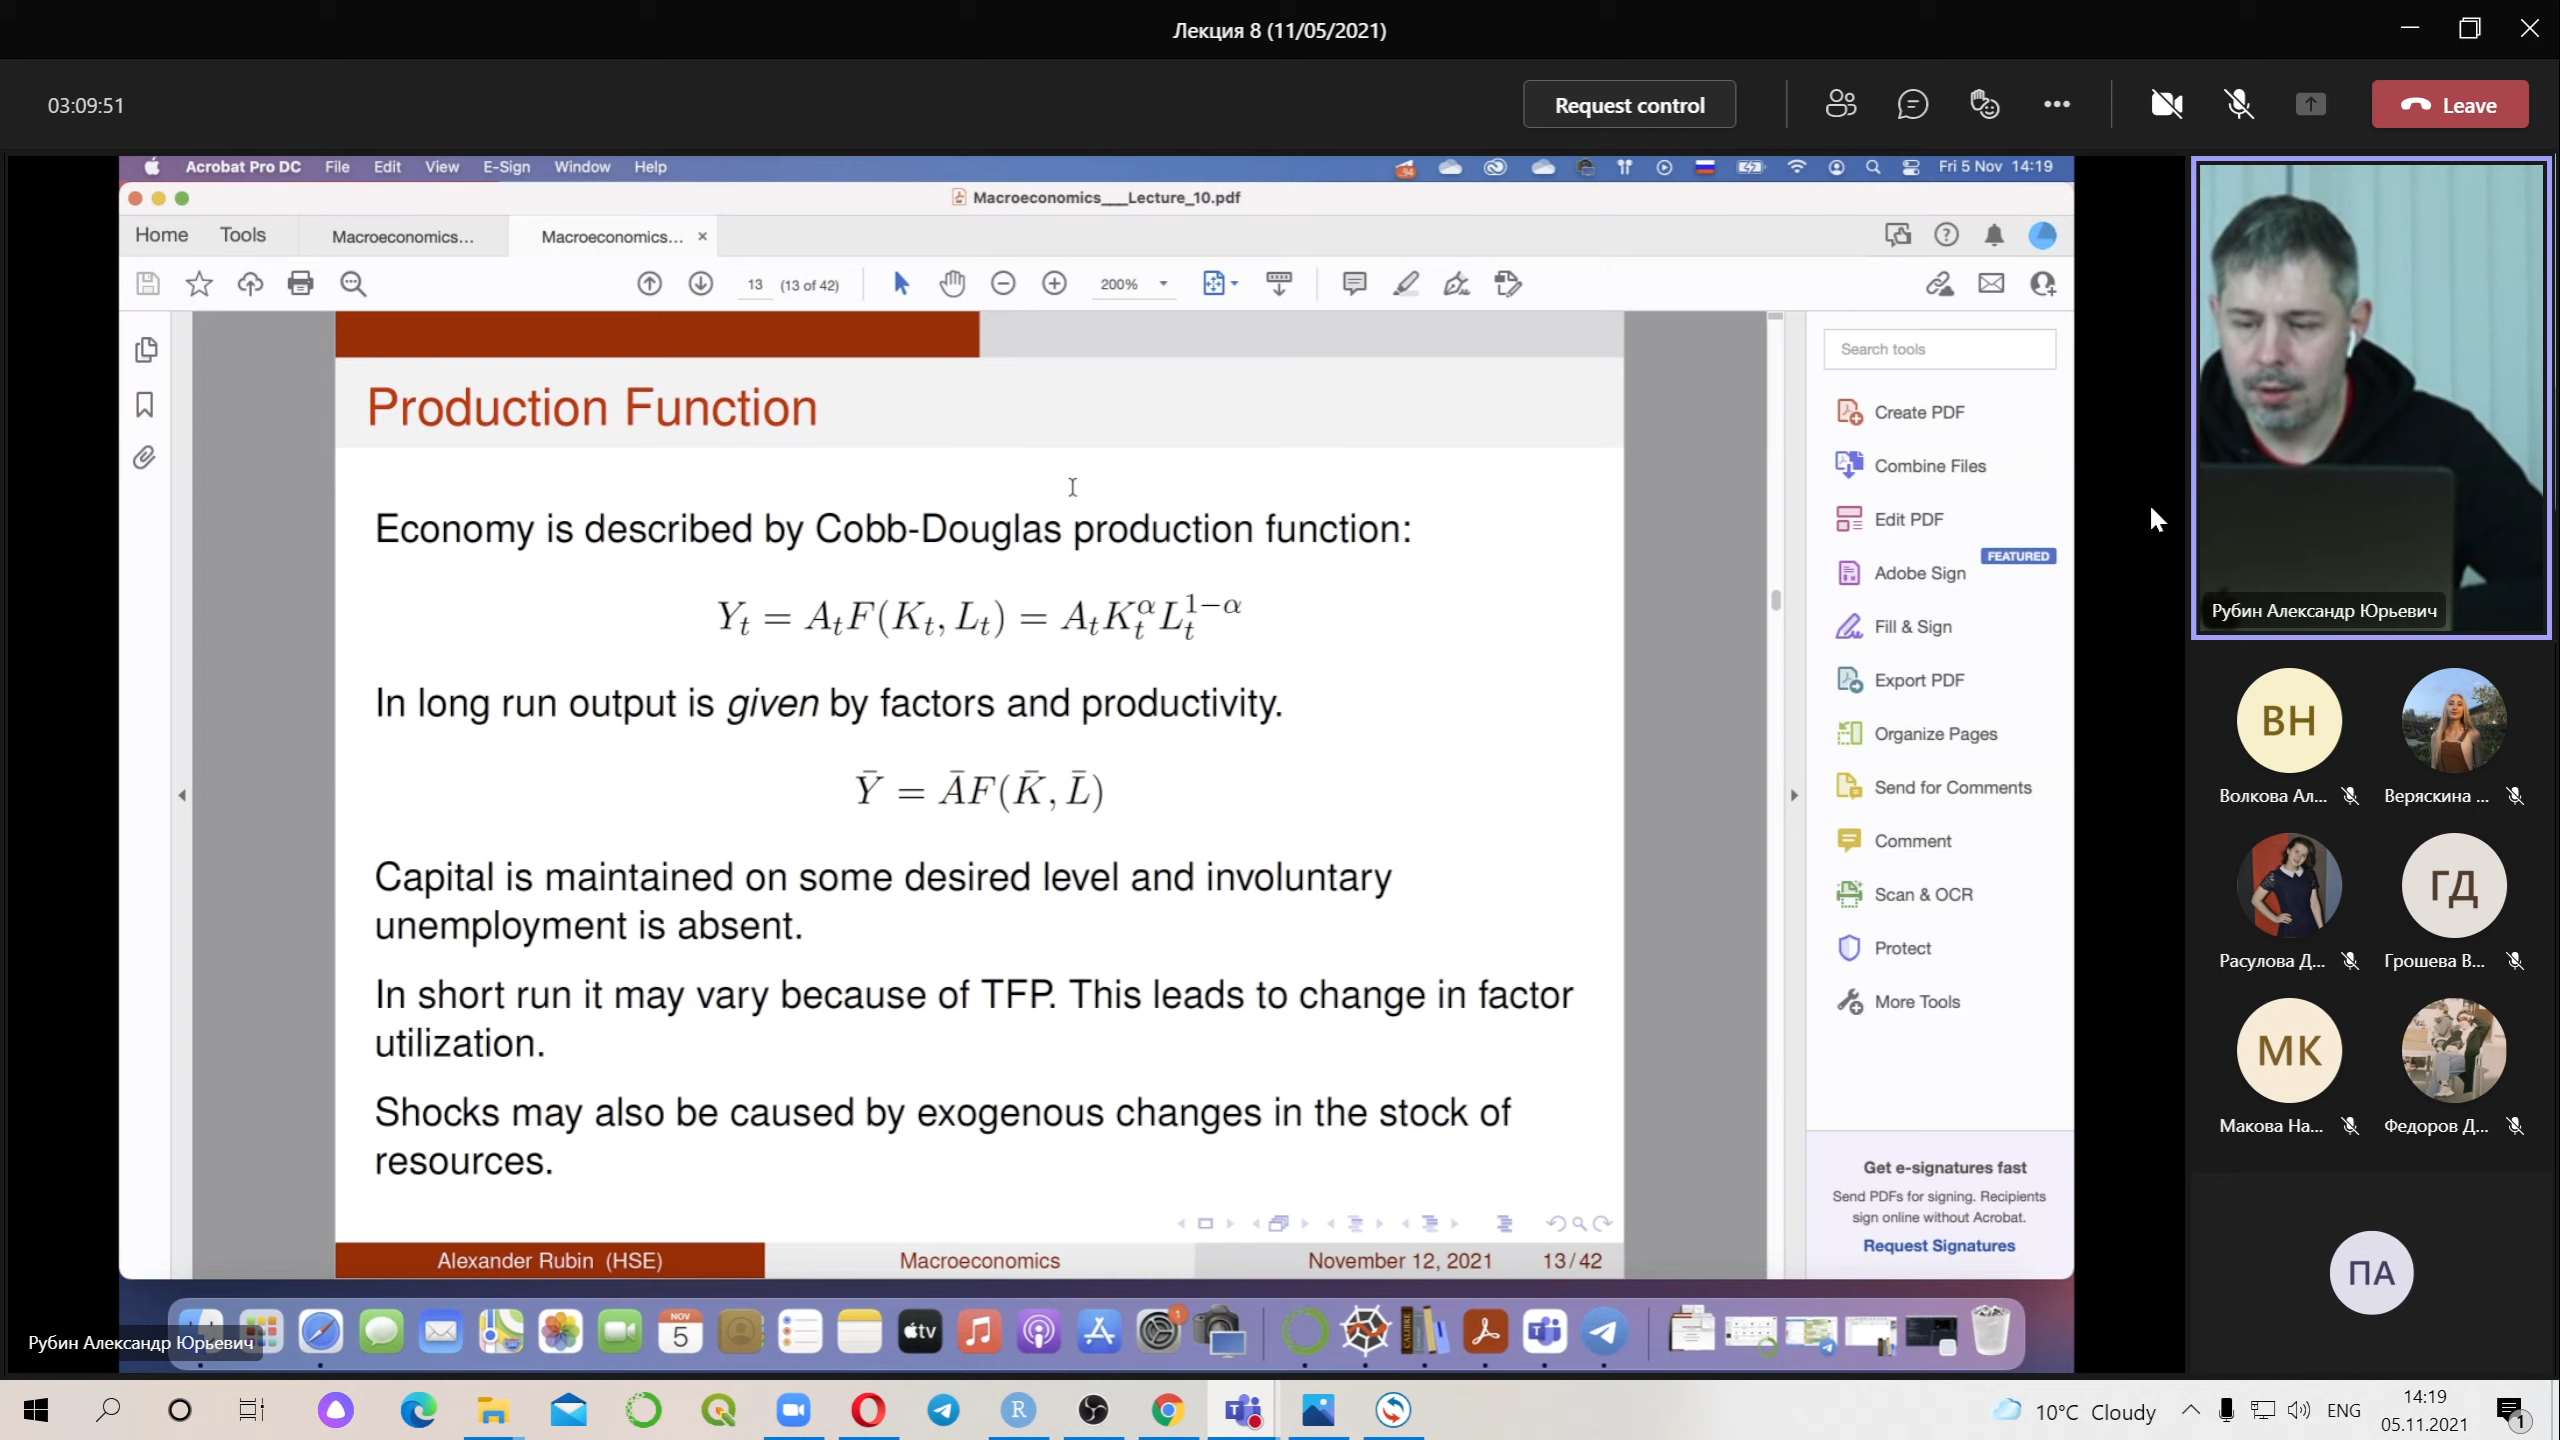 Лекция 8 (11/05/2021)
03:09:51
Request control
Leave
Acrobat Pro DC File Edit View E-Sign Window Help
Fri 5 Nov 14:19
Macroeconomics___Lecture_10.pdf
Home Tools Macroeconomics... Macroeconomics... ×
13 (13 of 42) 200%
Production Function
Economy is described by Cobb-Douglas production function:
Y_t = A_t F(K_t, L_t) = A_t K_t^α L_t^{1−α}
In long run output is given by factors and productivity.
Ȳ = ĀF(K̄, L̄)
Capital is maintained on some desired level and involuntary
unemployment is absent.
In short run it may vary because of TFP. This leads to change in factor
utilization.
Shocks may also be caused by exogenous changes in the stock of
resources.
Alexander Rubin (HSE) Macroeconomics November 12, 2021 13/42
Search tools
Create PDF
Combine Files
Edit PDF
FEATURED
Adobe Sign
Fill & Sign
Export PDF
Organize Pages
Send for Comments
Comment
Scan & OCR
Protect
More Tools
Get e-signatures fast
Send PDFs for signing. Recipients
sign online without Acrobat.
Request Signatures
Рубин Александр Юрьевич
ВН
Волкова Ал... Веряскина ...
ГД
Расулова Д... Грошева В...
МК
Макова На... Федоров Д...
ПА
NOV
5
tv
1
CALIBRE
Рубин Александр Юрьевич
R
10°C Cloudy
ENG
14:19
05.11.2021
1